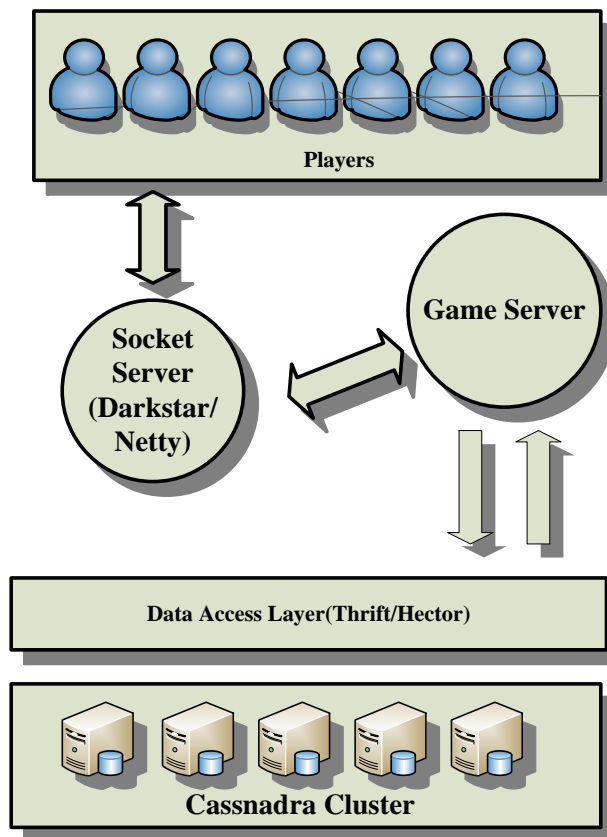 Players
Game Server
Socket
Server
(Darkstar/
Netty)
Data Access Layer(Thrift/Hector)
Cassnadra Cluster